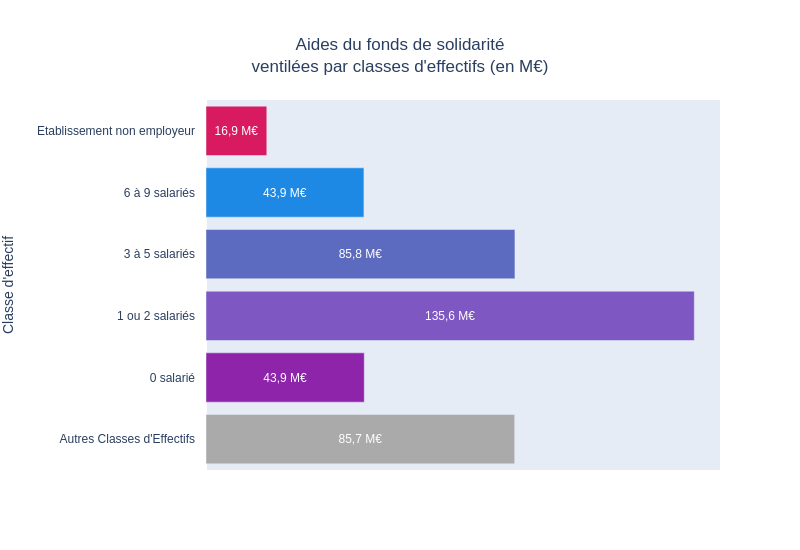 Aides du fonds de solidarité
ventilées par classes d'effectifs (en M€)
Classe d'effectif
Etablissement non employeur
16,9 M€
6 à 9 salariés
43,9 M€
3 à 5 salariés
85,8 M€
1 ou 2 salariés
135,6 M€
0 salarié
43,9 M€
Autres Classes d'Effectifs
85,7 M€